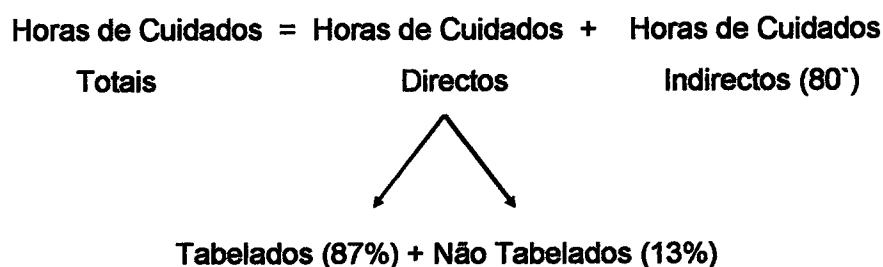 Horas de Cuidados = Horas de Cuidados + Horas de Cuidados
Totais Directos Indirectos (80`)
Tabelados (87%) + Não Tabelados (13%)